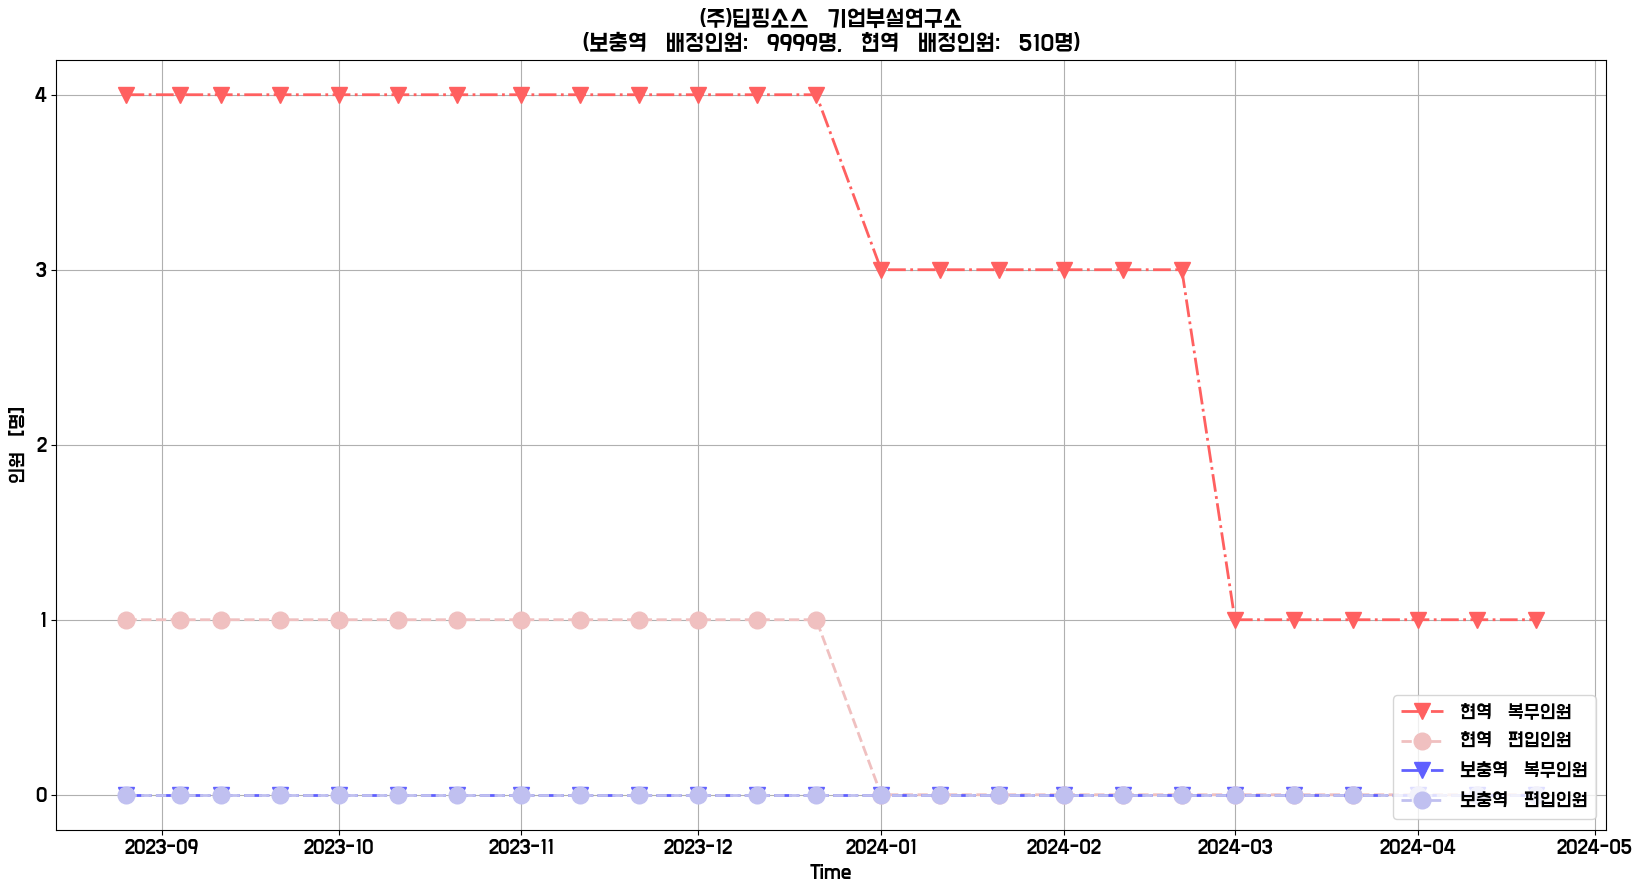 (주)딥핑소스 기업부설연구소
(보충역 배정인원: 9999명, 현역 배정인원: 510명)
4
3
2
1
0
인원 [명]
2023-09
2023-10
2023-11
2023-12
2024-01
2024-02
2024-03
2024-04
2024-05
Time
현역 복무인원
현역 편입인원
보충역 복무인원
보충역 편입인원